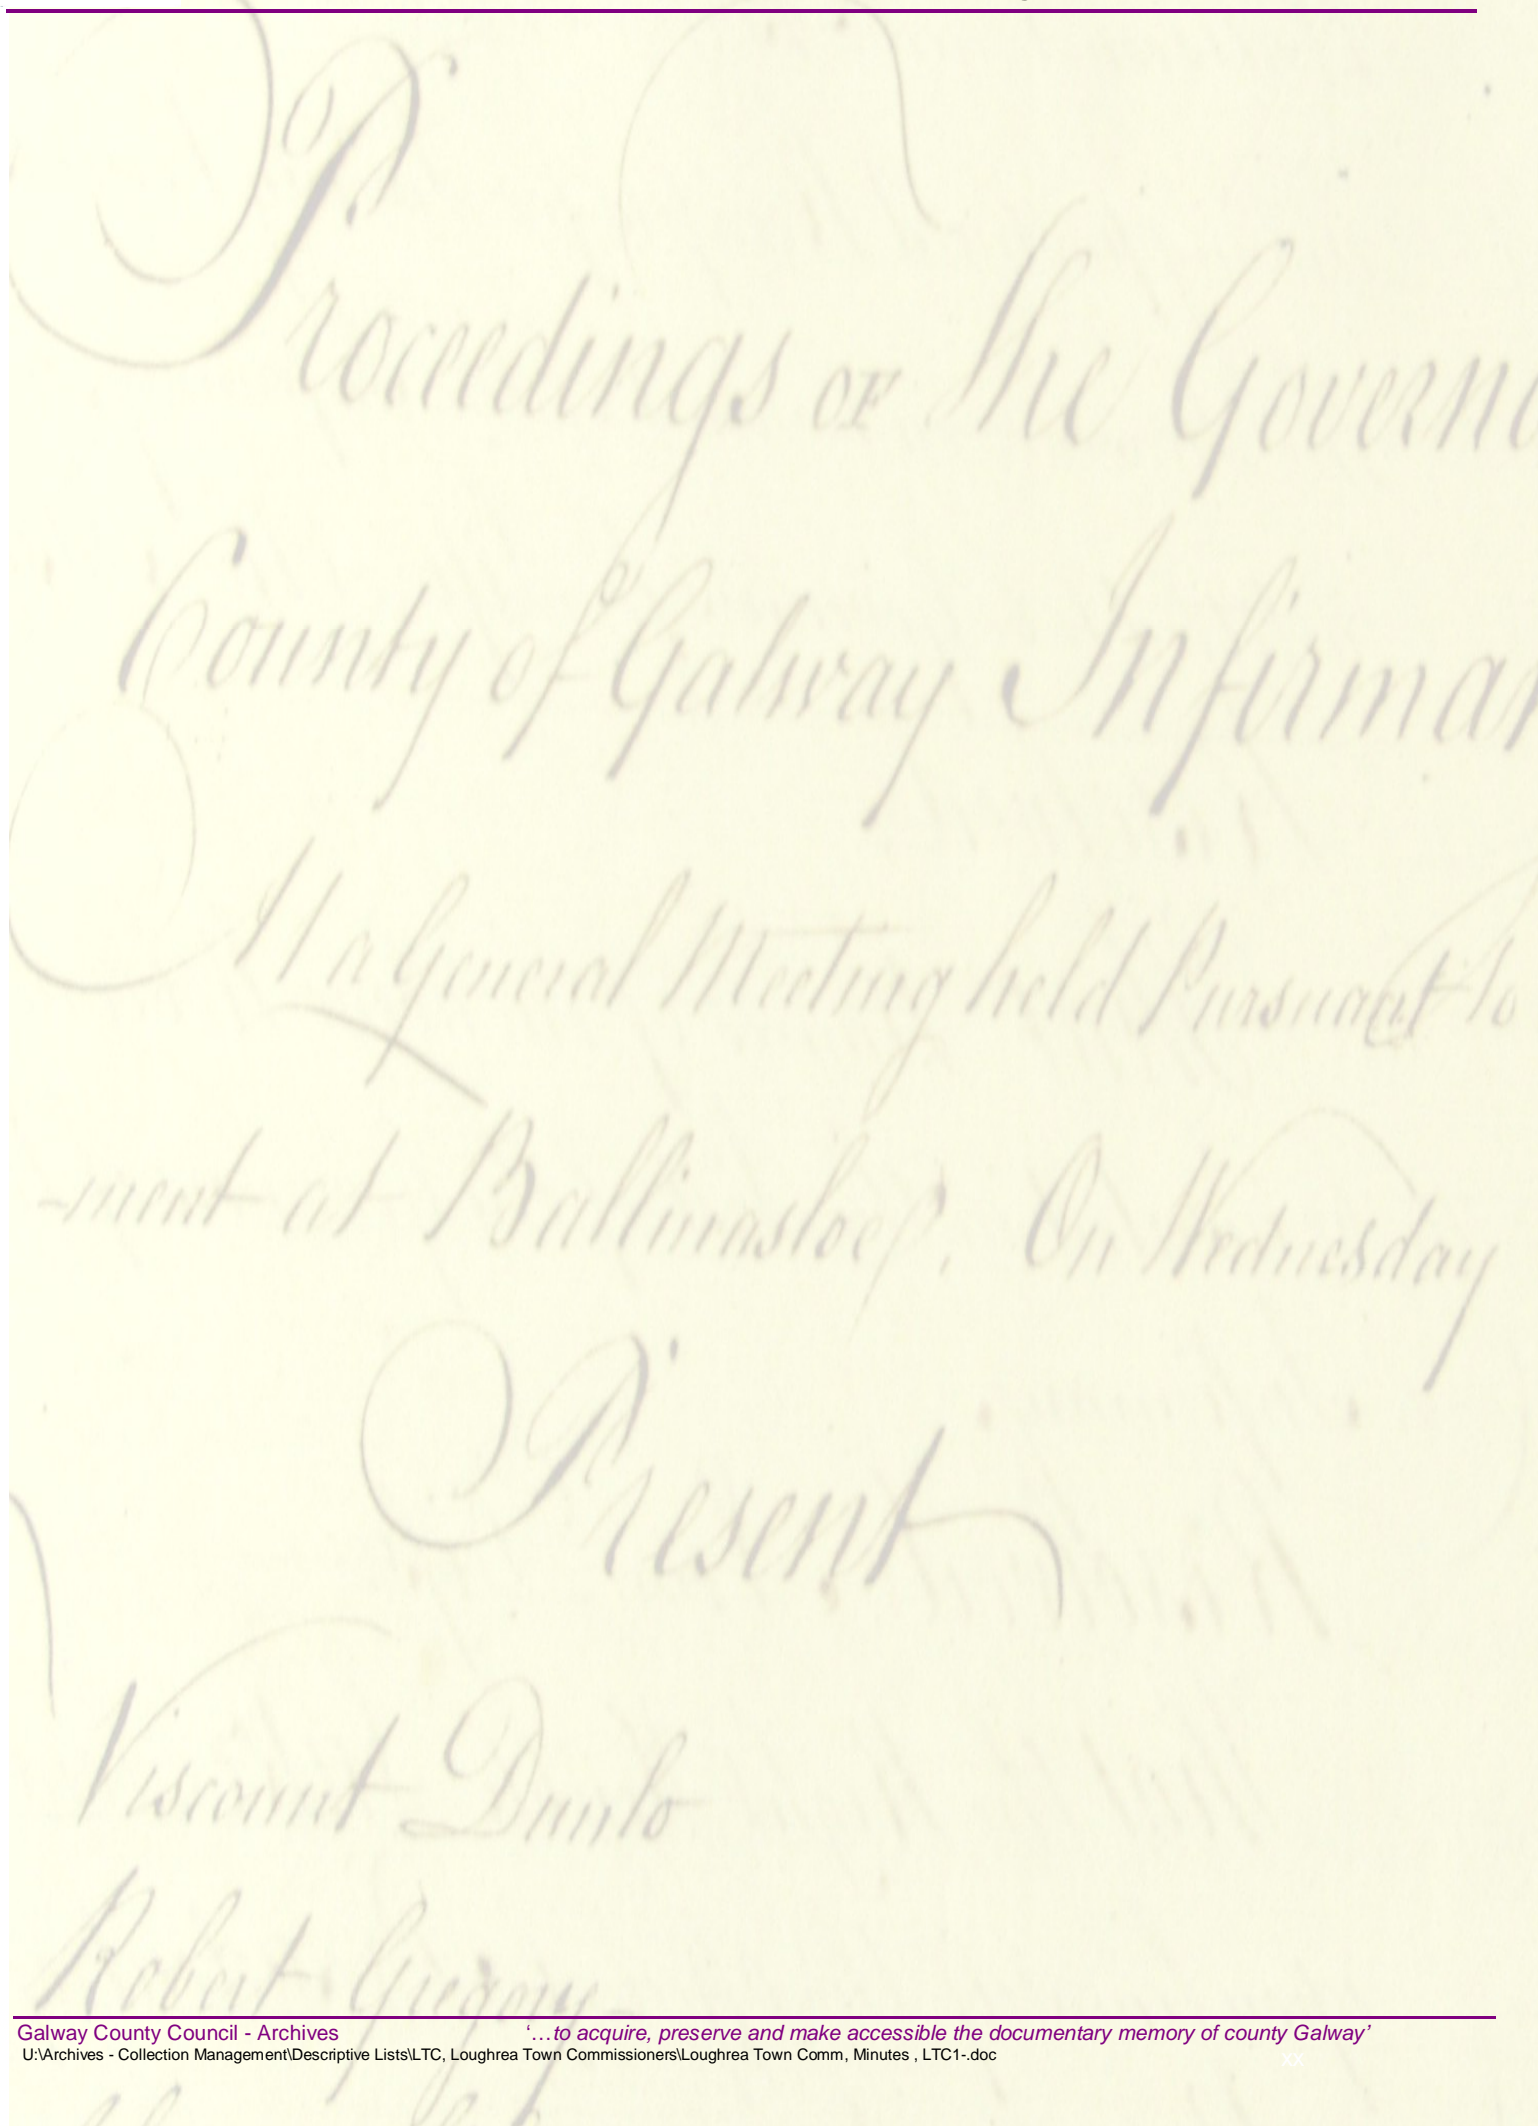 Proceedings of the Govern
County of Galway Infirmar
At a General Meeting held Pursuant to
-ment at Ballinasloe. On Wednesday
Present
Viscount Dunlo
Robert Gregory
Galway County Council - Archives ‘…to acquire, preserve and make accessible the documentary memory of county Galway’
U:\Archives - Collection Management\Descriptive Lists\LTC, Loughrea Town Commissioners\Loughrea Town Comm, Minutes , LTC1-.doc
xx